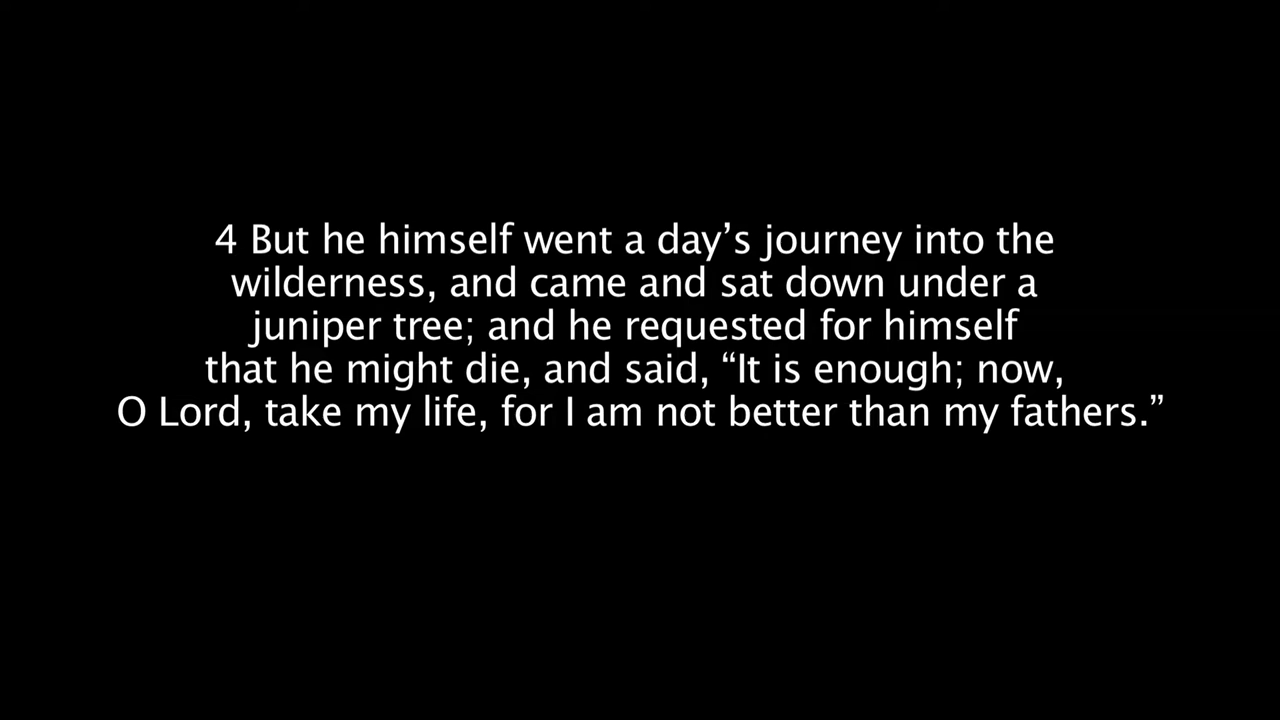 4 But he himself went a day’s journey into the
wilderness, and came and sat down under a
juniper tree; and he requested for himself
that he might die, and said, “It is enough; now,
O Lord, take my life, for I am not better than my fathers.”